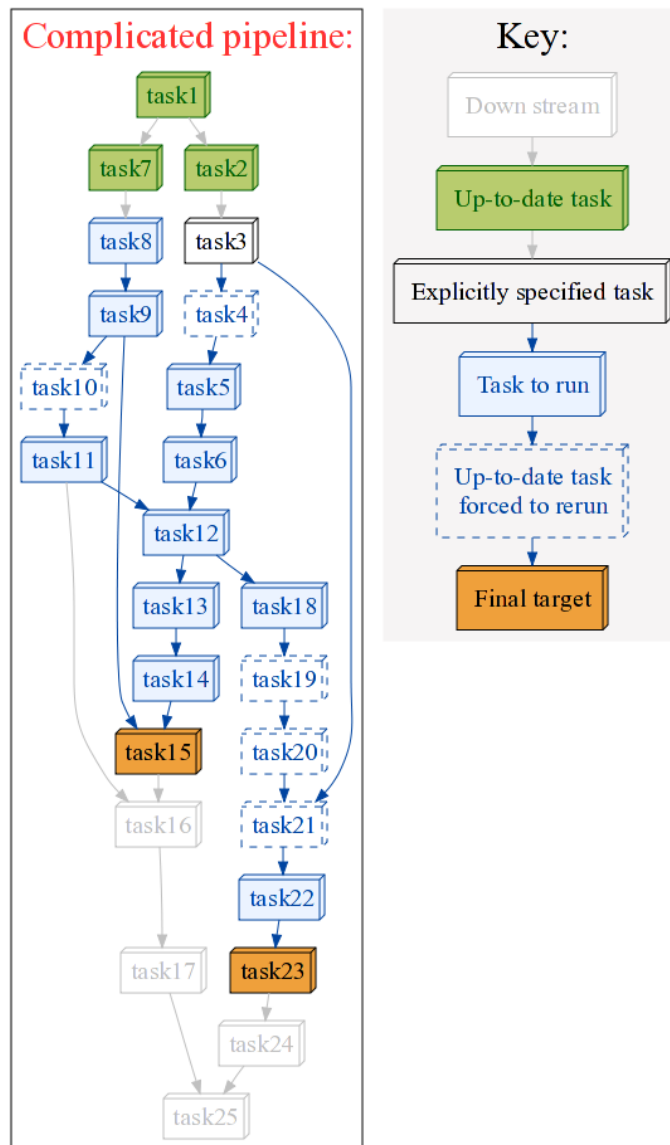 Complicated pipeline:
task1
task7
task2
task8
task3
task9
task4
task10
task5
task11
task6
task12
task13
task18
task14
task19
task15
task20
task16
task21
task22
task17
task23
task24
task25
Key:
Down stream
Up-to-date task
Explicitly specified task
Task to run
Up-to-date task
forced to rerun
Final target